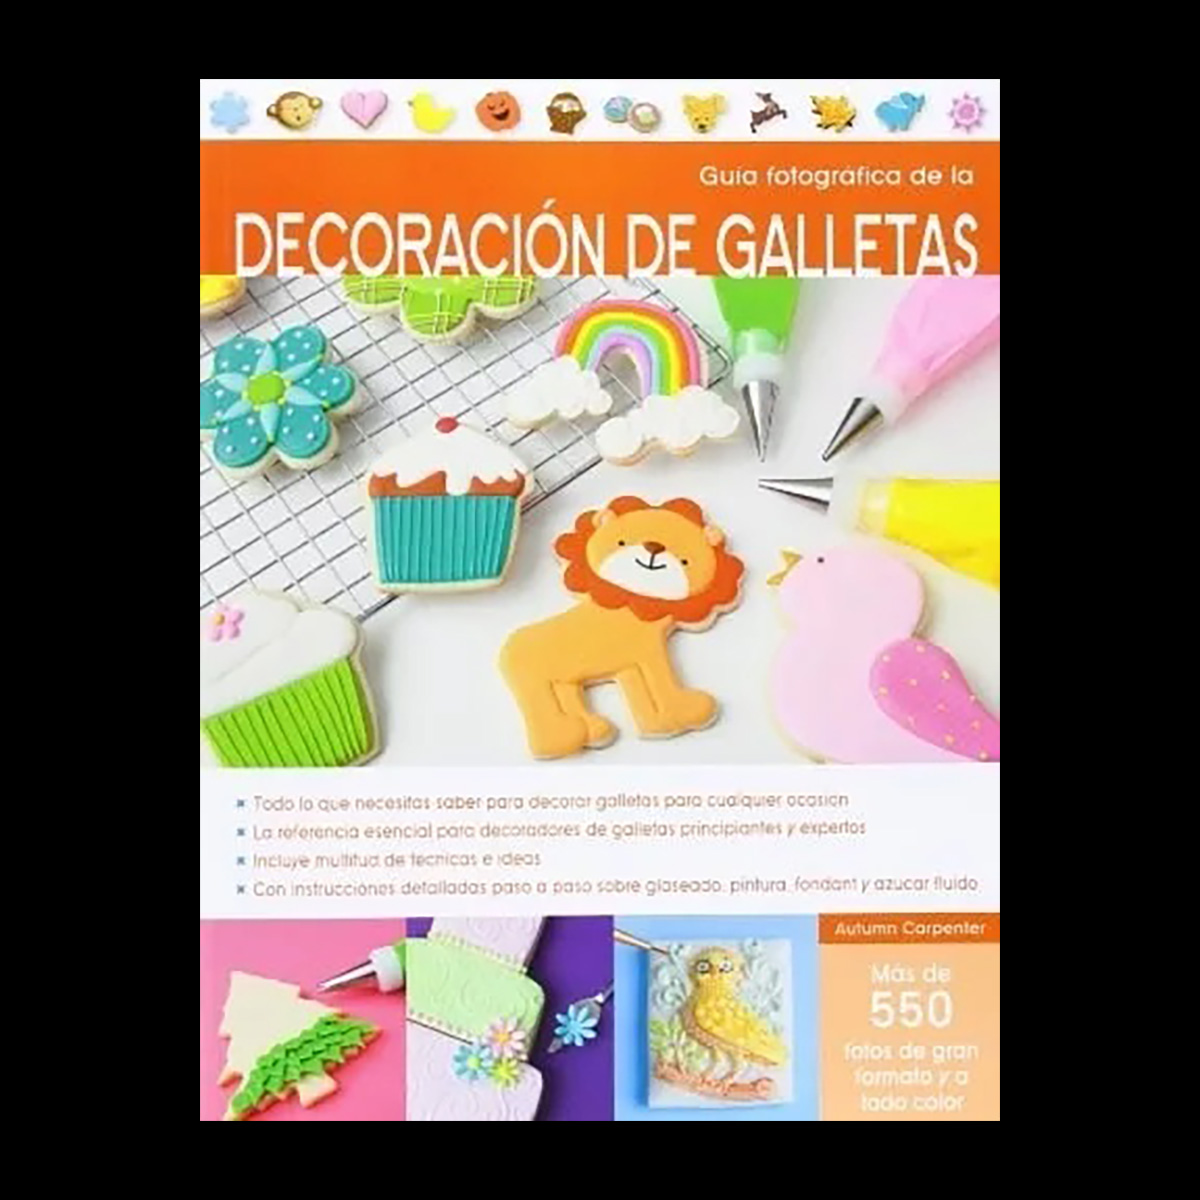 Guía fotográfica de la
DECORACIÓN DE GALLETAS
Todo lo que necesitas saber para decorar galletas para cualquier ocasión
La referencia esencial para decoradores de galletas principiantes y expertos
Incluye multitud de técnicas e ideas
Con instrucciones detalladas paso a paso sobre glaseado, pintura, fondant y azúcar fluido
Autumn Carpenter
Más de
550
fotos de gran
formato y a
todo color